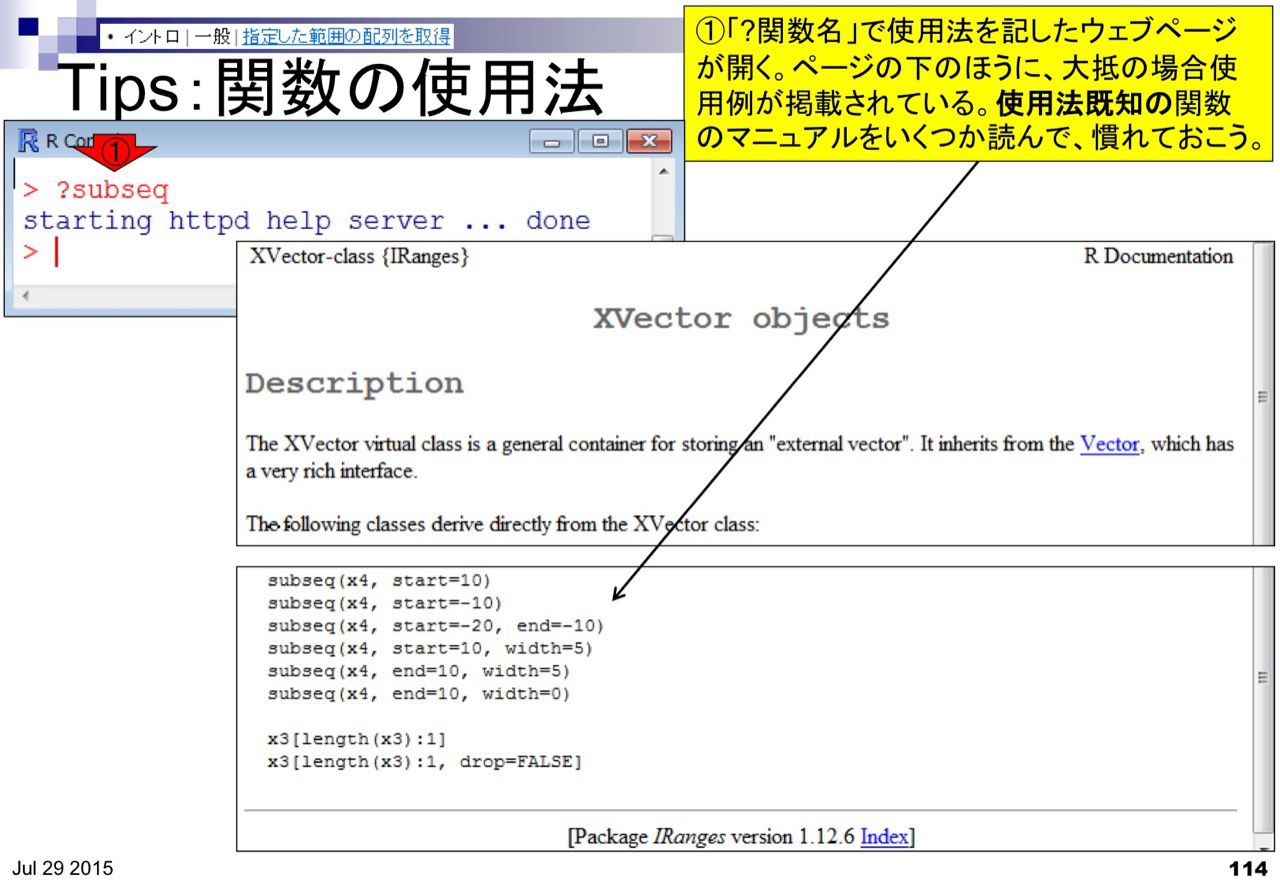 • イントロ | 一般 | 指定した範囲の配列を取得
Tips：関数の使用法
①「?関数名」で使用法を記したウェブページ
が開く。ページの下のほうに、大抵の場合使
用例が掲載されている。使用法既知の関数
のマニュアルをいくつか読んで、慣れておこう。
R Con
①
> ?subseq
starting httpd help server ... done
>
XVector-class {IRanges}
R Documentation
XVector objects
Description
The XVector virtual class is a general container for storing an "external vector". It inherits from the Vector, which has
a very rich interface.
The following classes derive directly from the XVector class:
subseq(x4, start=10)
subseq(x4, start=-10)
subseq(x4, start=-20, end=-10)
subseq(x4, start=10, width=5)
subseq(x4, end=10, width=5)
subseq(x4, end=10, width=0)
x3[length(x3):1]
x3[length(x3):1, drop=FALSE]
[Package IRanges version 1.12.6 Index]
Jul 29 2015
114